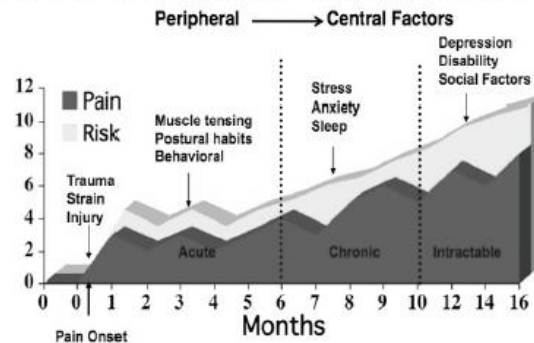 Peripheral Central Factors
Depression
Disability
Social Factors
Stress
Anxiety
Sleep
Muscle tensing
Postural habits
Behavioral
Trauma
Strain
Injury
Pain
Risk
12
10
8
6
4
2
0
Acute
Chronic
Intractable
0 0 1 2 3 4 5 6 7 8 9 10 12 14 16
Months
Pain Onset